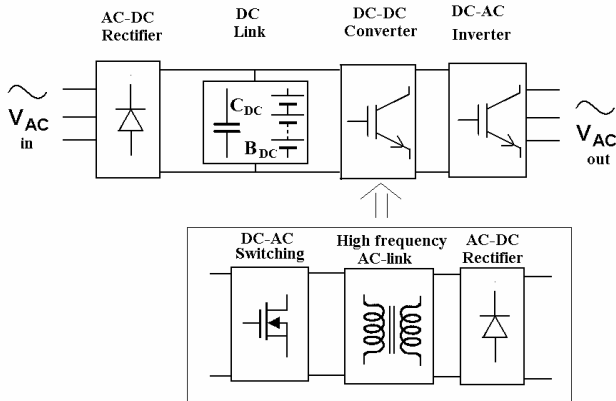 AC-DC
Rectifier
DC
Link
DC-DC
Converter
DC-AC
Inverter
V AC
in
C DC
B DC
V AC
out
DC-AC
Switching
High frequency
AC-link
AC-DC
Rectifier